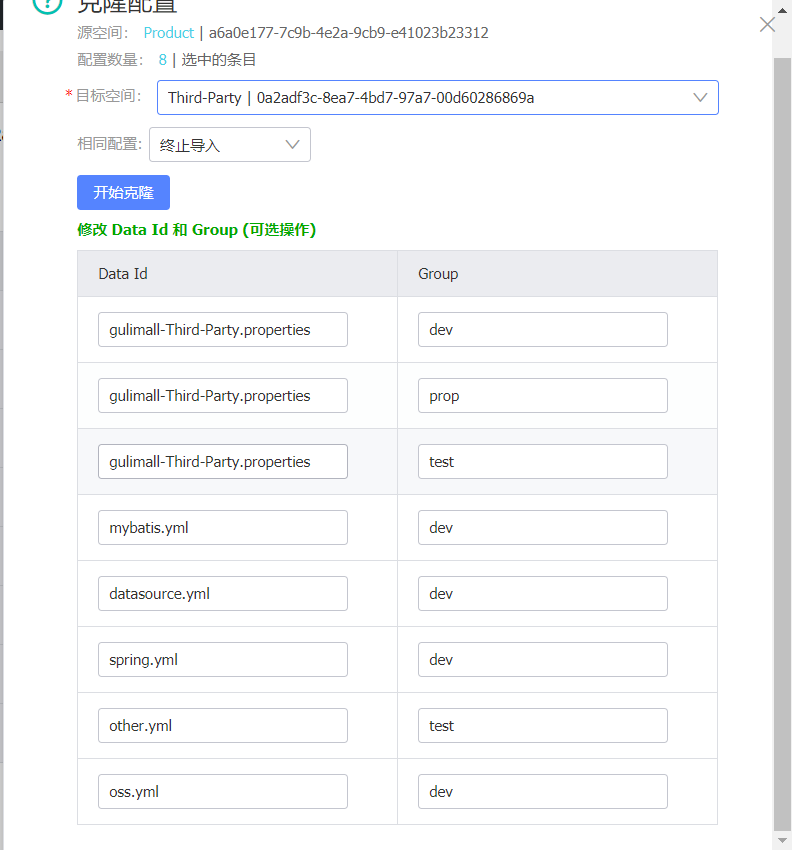 克隆配置
源空间： Product | a6a0e177-7c9b-4e2a-9cb9-e41023b23312
配置数量： 8 | 选中的条目
* 目标空间： Third-Party | 0a2adf3c-8ea7-4bd7-97a7-00d60286869a
相同配置: 终止导入
开始克隆
修改 Data Id 和 Group (可选操作)
Data Id Group
gulimall-Third-Party.properties dev
gulimall-Third-Party.properties prop
gulimall-Third-Party.properties test
mybatis.yml dev
datasource.yml dev
spring.yml dev
other.yml test
oss.yml dev